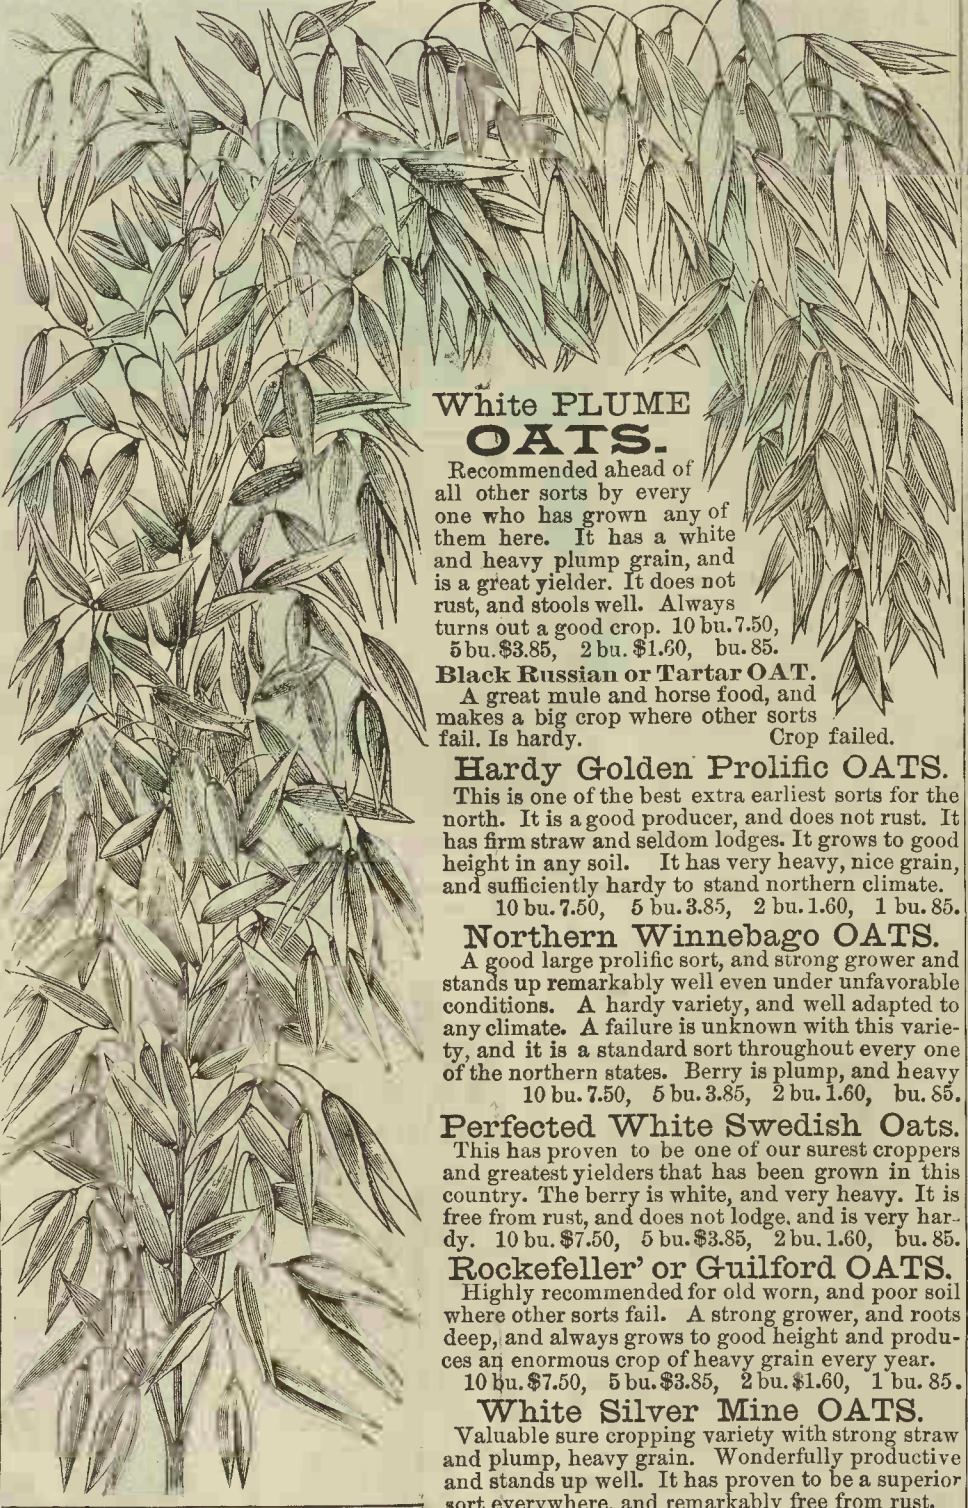 White PLUME
OATS.
Recommended ahead of
all other sorts by every
one who has grown any of
them here. It has a white
and heavy plump grain, and
is a great yielder. It does not
rust, and stools well. Always
turns out a good crop. 10 bu. 7.50,
5 bu. $3.85, 2 bu. $1.60, bu. 85.
Black Russian or Tartar OAT.
A great mule and horse food, and
makes a big crop where other sorts
fail. Is hardy. Crop failed.
Hardy Golden Prolific OATS.
This is one of the best extra earliest sorts for the
north. It is a good producer, and does not rust. It
has firm straw and seldom lodges. It grows to good
height in any soil. It has very heavy, nice grain,
and sufficiently hardy to stand northern climate.
10 bu. 7.50, 5 bu. 3.85, 2 bu. 1.60, 1 bu. 85.
Northern Winnebago OATS.
A good large prolific sort, and strong grower and
stands up remarkably well even under unfavorable
conditions. A hardy variety, and well adapted to
any climate. A failure is unknown with this varie-
ty, and it is a standard sort throughout every one
of the northern states. Berry is plump, and heavy
10 bu. 7.50, 5 bu. 3.85, 2 bu. 1.60, bu. 85.
Perfected White Swedish Oats.
This has proven to be one of our surest croppers
and greatest yielders that has been grown in this
country. The berry is white, and very heavy. It is
free from rust, and does not lodge. and is very har-
dy. 10 bu. $7.50, 5 bu. $3.85, 2 bu. 1.60, bu. 85.
Rockefeller' or Guilford OATS.
Highly recommended for old worn, and poor soil
where other sorts fail. A strong grower, and roots
deep, and always grows to good height and produ-
ces an enormous crop of heavy grain every year.
10 bu. $7.50, 5 bu. $3.85, 2 bu. $1.60, 1 bu. 85.
White Silver Mine OATS.
Valuable sure cropping variety with strong straw
and plump, heavy grain. Wonderfully productive
and stands up well. It has proven to be a superior
sort everywhere, and remarkably free from rust.